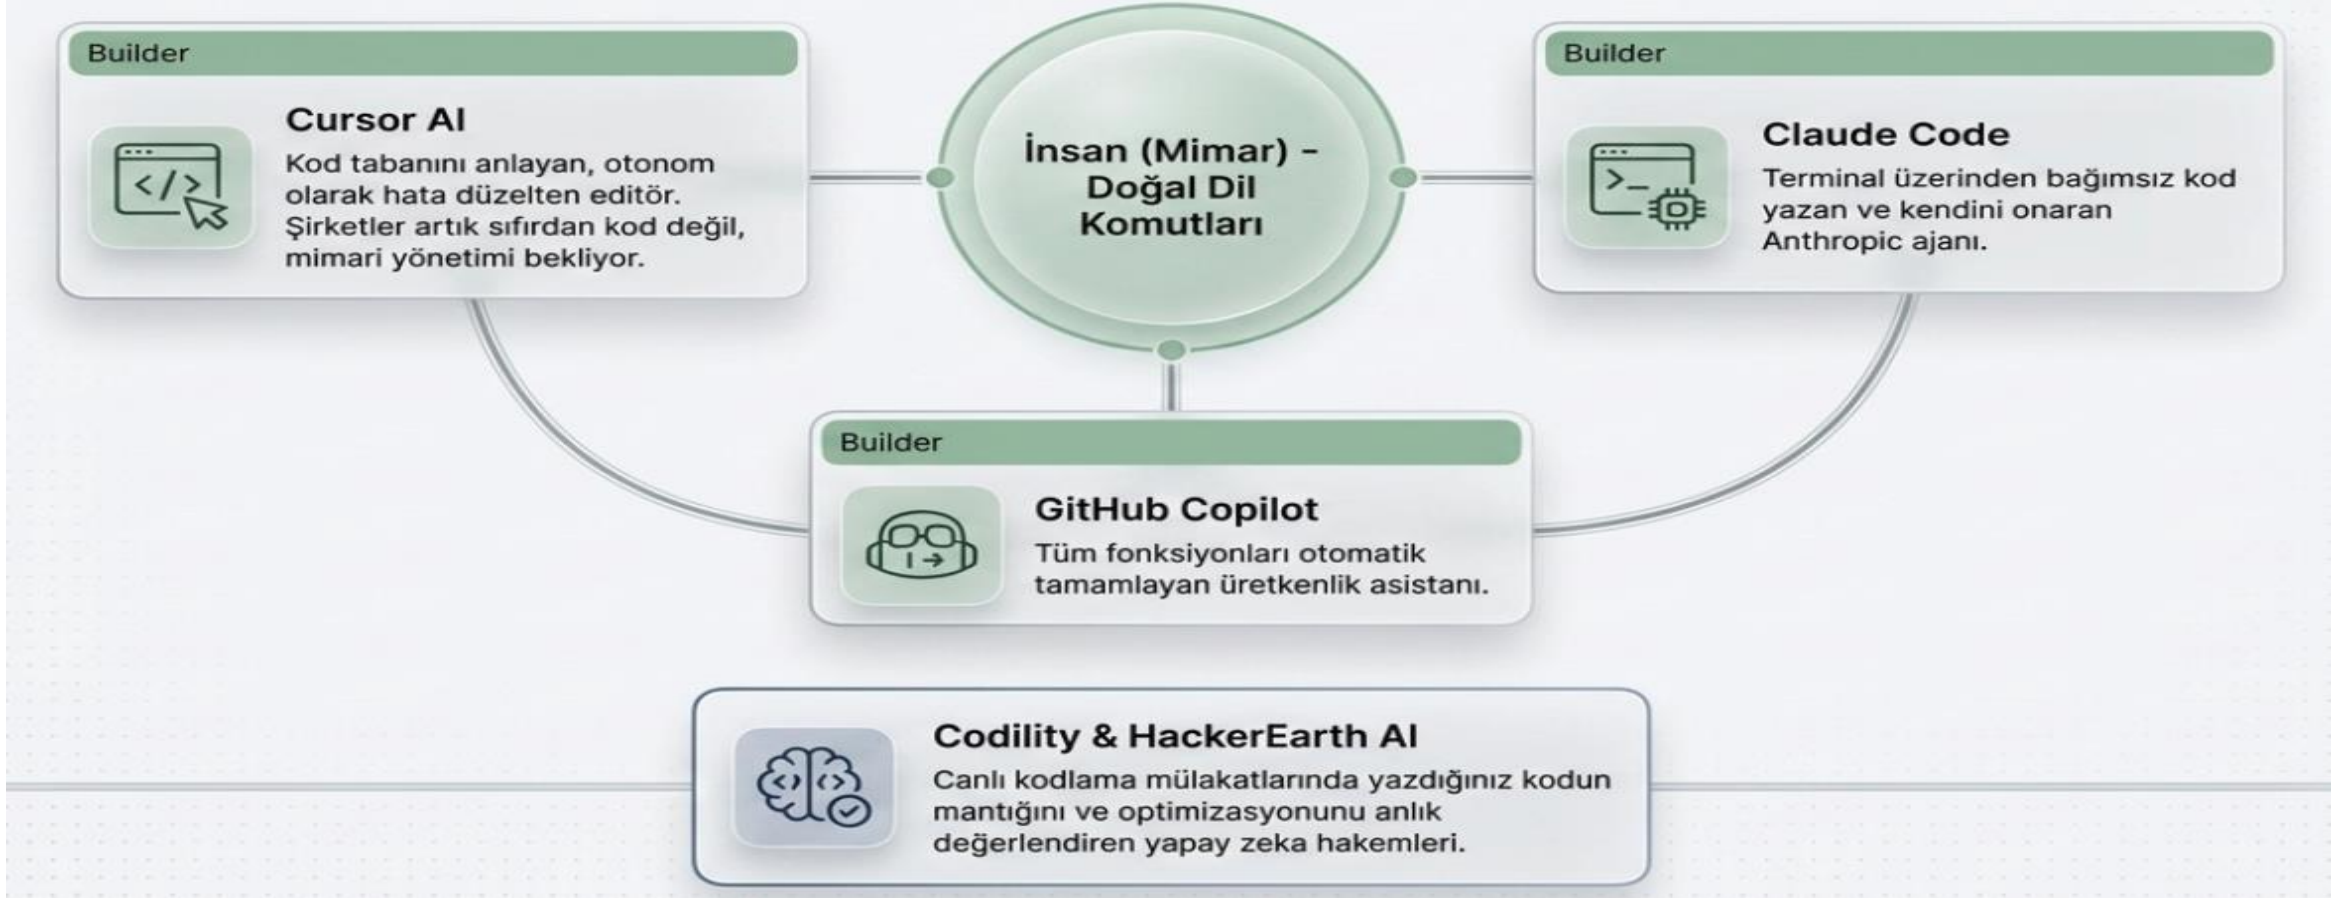 Builder
Cursor AI
Kod tabanını anlayan, otonom
olarak hata düzelten editör.
Şirketler artık sıfırdan kod değil,
mimari yönetimi bekliyor.
İnsan (Mimar) –
Doğal Dil
Komutları
Builder
Claude Code
Terminal üzerinden bağımsız kod
yazan ve kendini onaran
Anthropic ajanı.
Builder
GitHub Copilot
Tüm fonksiyonları otomatik
tamamlayan üretkenlik asistanı.
Codility & HackerEarth AI
Canlı kodlama mülakatlarında yazdığınız kodun
mantığını ve optimizasyonunu anlık
değerlendiren yapay zeka hakemleri.